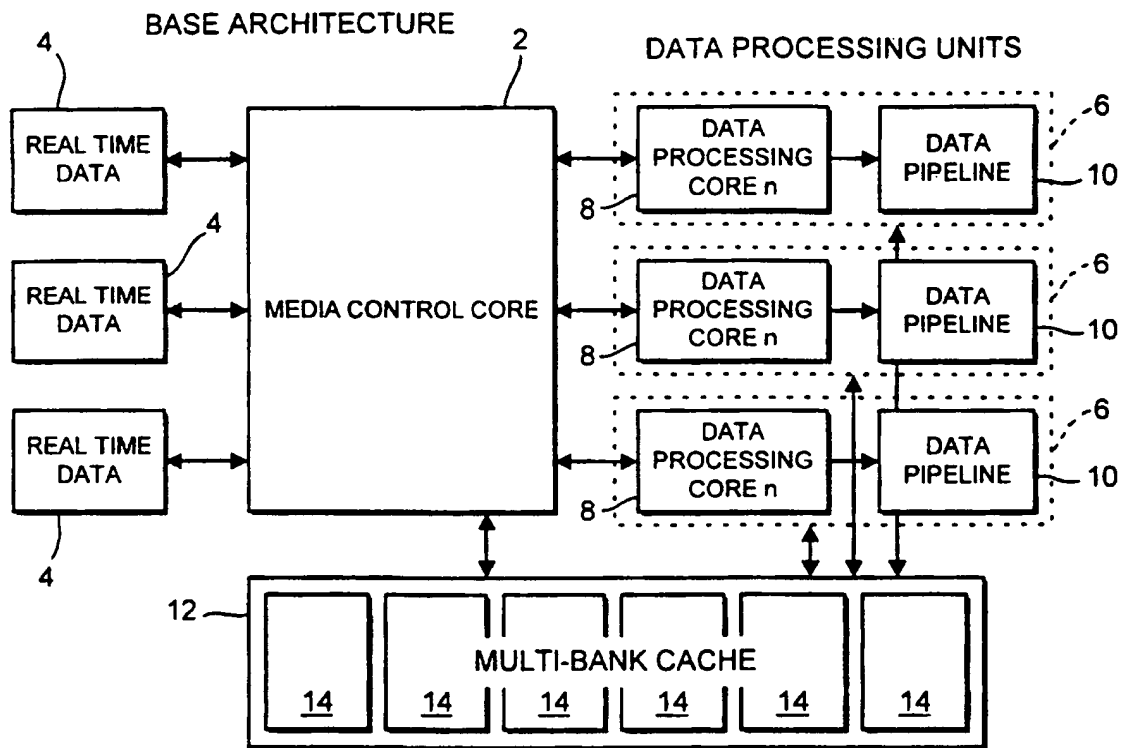 BASE ARCHITECTURE
DATA PROCESSING UNITS
4
2
REAL TIME
DATA
DATA
PROCESSING
CORE n
DATA
PIPELINE
6
8
10
4
REAL TIME
DATA
MEDIA CONTROL CORE
DATA
PROCESSING
CORE n
DATA
PIPELINE
6
8
10
REAL TIME
DATA
DATA
PROCESSING
CORE n
DATA
PIPELINE
6
8
10
4
12
MULTI-BANK CACHE
14 14 14 14 14 14